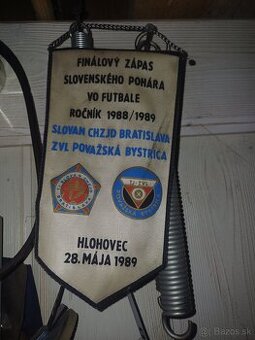 FINÁLOVÝ ZÁPAS
SLOVENSKÉHO POHÁRA
VO FUTBALE
ROČNÍK 1988/1989
SLOVAN CHZJD BRATISLAVA
ZVL POVAŽSKÁ BYSTRICA
HLOHOVEC
28. MÁJA 1989